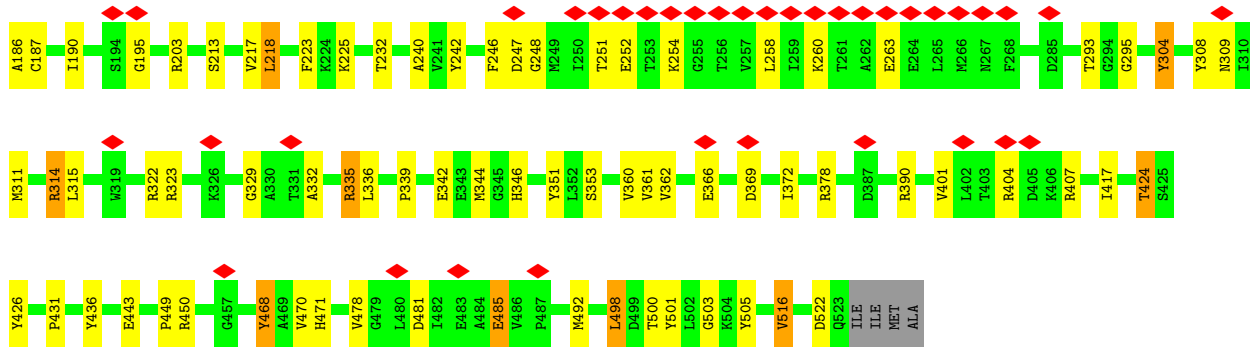 A186 C187 I190 S194 G195 R203 S213 V217 L218 F223 K224 K225 T232 A240 V241 Y242 F246 D247 G248 M249 I250 T251 E252 T253 K254 G255 T256 V257 L258 I259 K260 T261 A262 E263 E264 L265 M266 N267 F268 D285 T293 G294 G295 Y304 Y308 N309 I310
M311 R314 L315 W319 R322 R323 K326 G329 A330 T331 A332 R335 L336 P339 E342 E343 M344 G345 H346 Y351 L352 S353 V360 V361 V362 E366 D369 I372 R378 D387 R390 V401 L402 T403 R404 D405 K406 R407 I417 T424 S425
Y426 P431 Y436 E443 P449 R450 G457 Y468 A469 V470 H471 V478 G479 L480 D481 I482 E483 A484 E485 V486 P487 M492 L498 D499 T500 Y501 L502 G503 K504 Y505 V516 D522 Q523 ILE ILE MET ALA